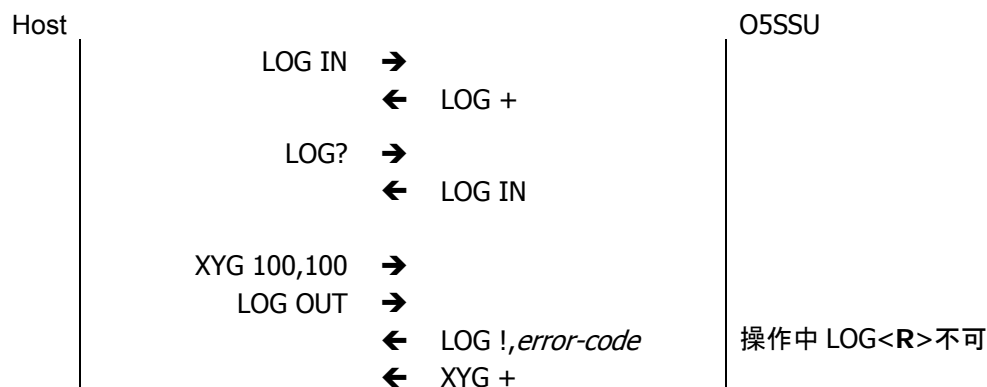 Host O5SSU
LOG IN ➔
🡸 LOG +
LOG? ➔
🡸 LOG IN
XYG 100,100 ➔
LOG OUT ➔
🡸 LOG !,error-code 操作中 LOG<R>不可
🡸 XYG +